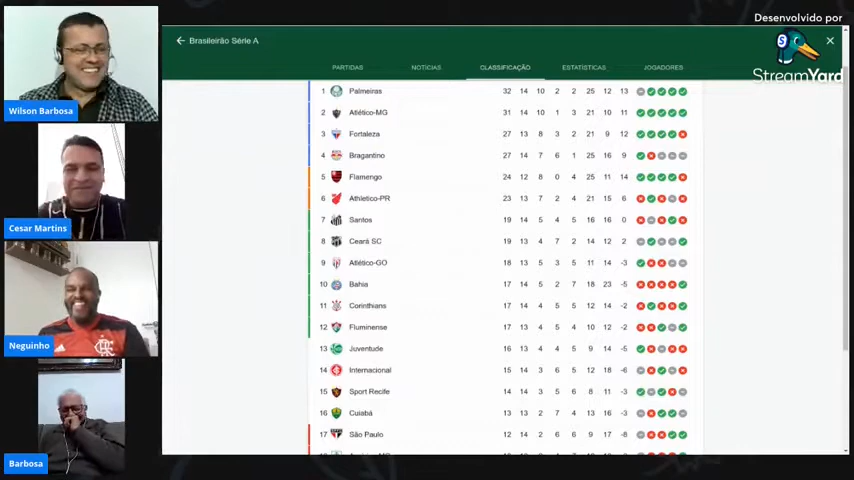 Desenvolvido por
StreamYard
Brasileirão Série A
PARTIDAS NOTÍCIAS CLASSIFICAÇÃO ESTATÍSTICAS JOGADORES
1 Palmeiras 32 14 10 2 2 25 12 13
2 Atlético-MG 31 14 10 1 3 21 10 11
3 Fortaleza 27 13 8 3 2 21 9 12
4 Bragantino 27 14 7 6 1 25 16 9
5 Flamengo 24 12 8 0 4 25 11 14
6 Athletico-PR 23 13 7 2 4 21 15 6
7 Santos 19 14 5 4 5 16 16 0
8 Ceará SC 19 13 4 7 2 14 12 2
9 Atlético-GO 18 13 5 3 5 11 14 -3
10 Bahia 17 14 5 2 7 18 23 -5
11 Corinthians 17 14 4 5 5 12 14 -2
12 Fluminense 17 13 4 5 4 10 12 -2
13 Juventude 16 13 4 4 5 9 14 -5
14 Internacional 15 14 3 6 5 12 18 -6
15 Sport Recife 14 14 3 5 6 8 11 -3
16 Cuiabá 13 13 2 7 4 13 16 -3
17 São Paulo 12 14 2 6 6 9 17 -8
Wilson Barbosa
Cesar Martins
Neguinho
Barbosa